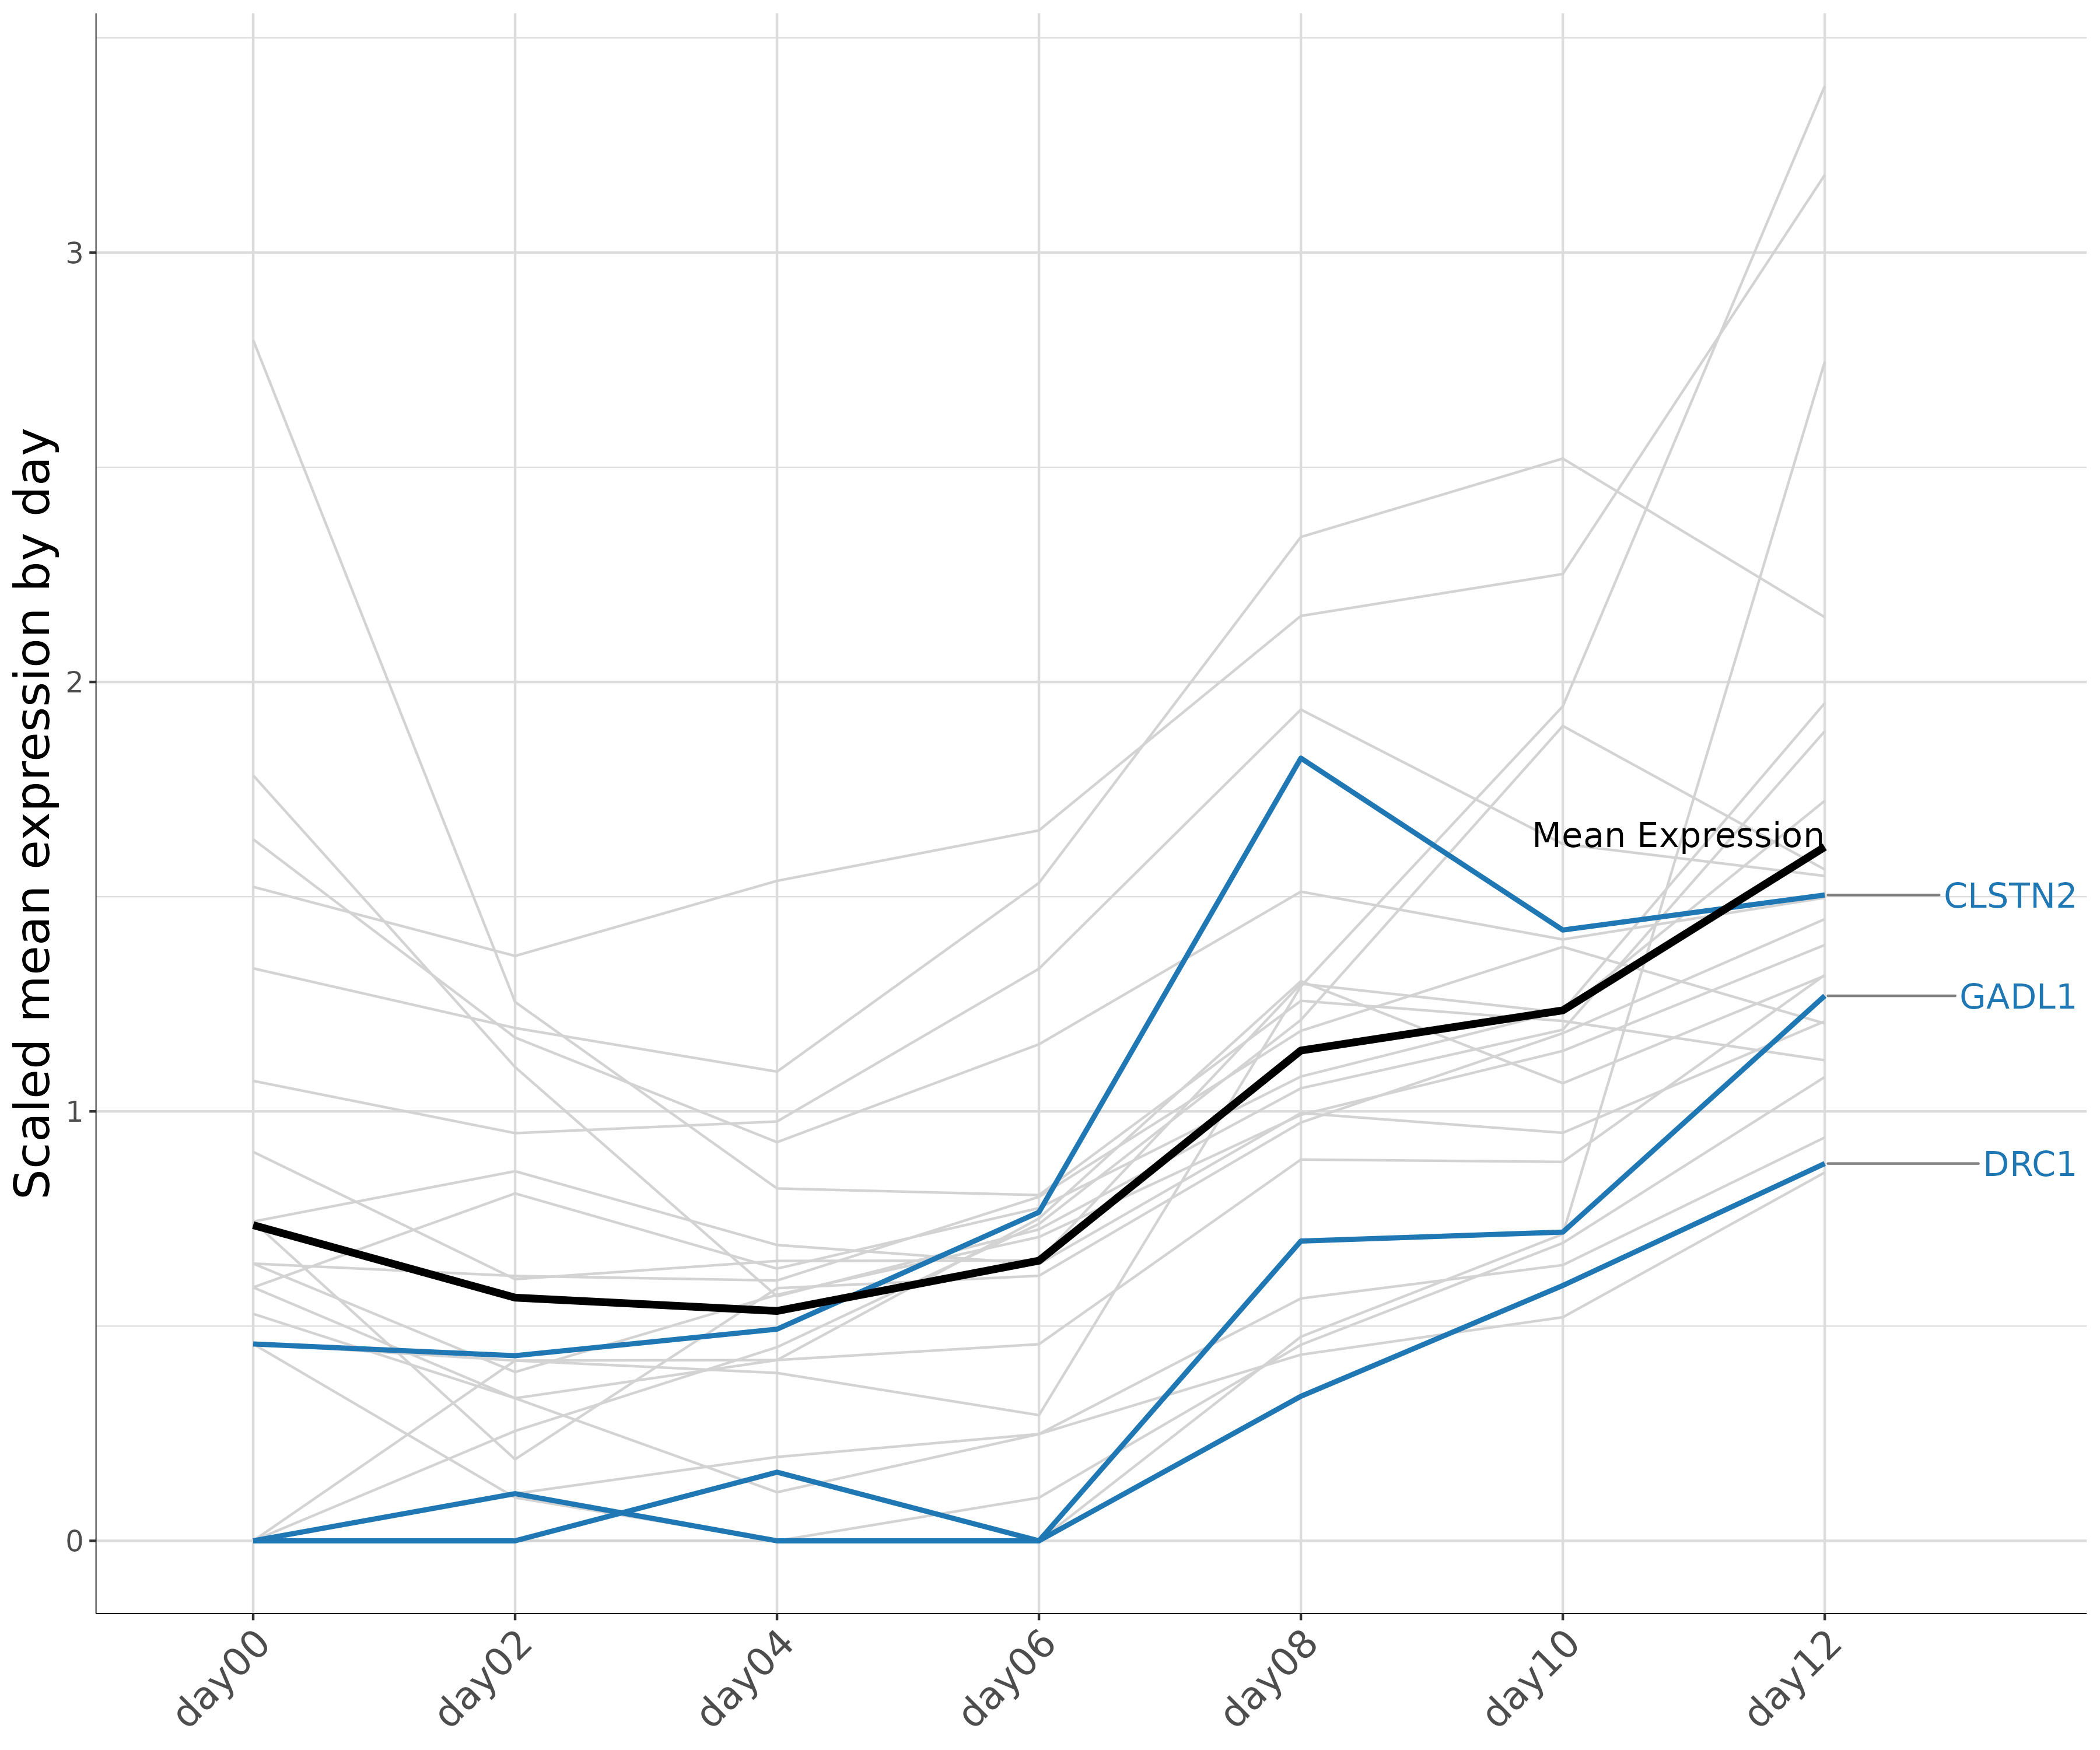 Scaled mean expression by day
3
2
1
0
Mean Expression
CLSTN2
GADL1
DRC1
day00
day02
day04
day06
day08
day10
day12